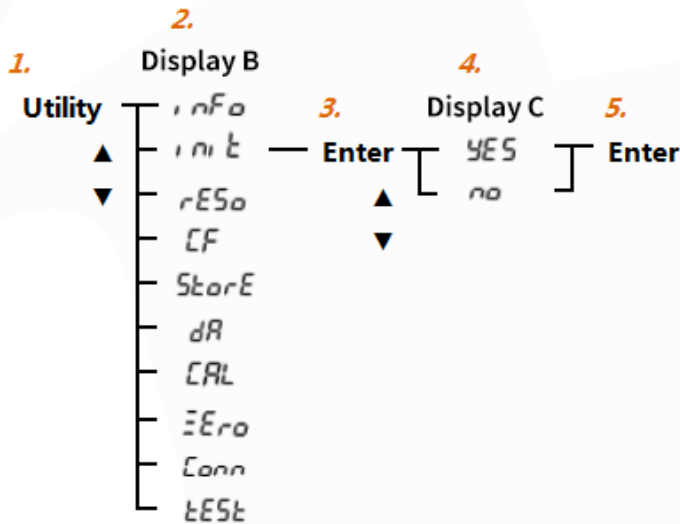 2.
1. Display B 4.
Utility inFo 3. Display C 5.
▲ init Enter YES Enter
▼ rESo ▲ no
CF ▼
StorE
dA
CAL
ZEro
Conn
tESt